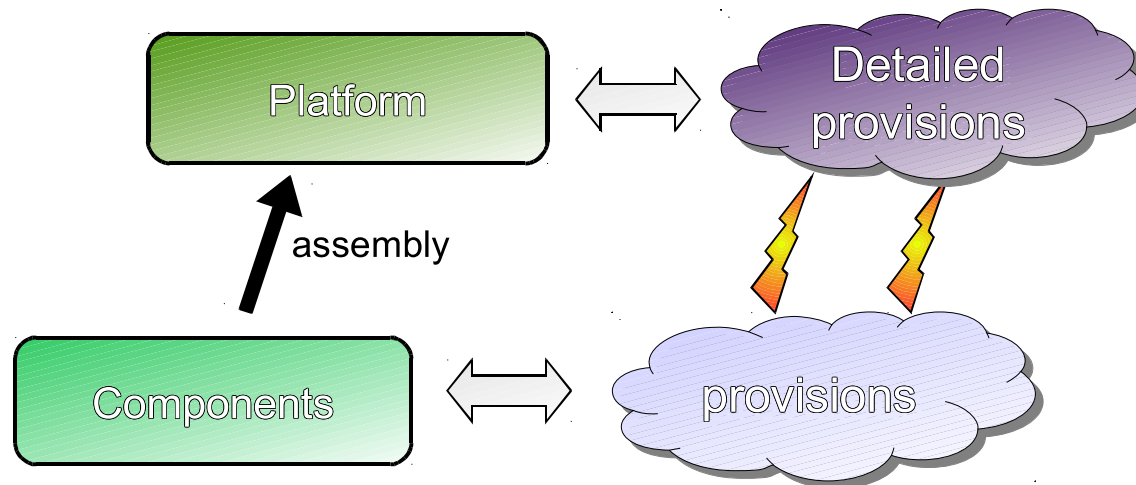 Platform
Detailed
provisions
assembly
Components
provisions